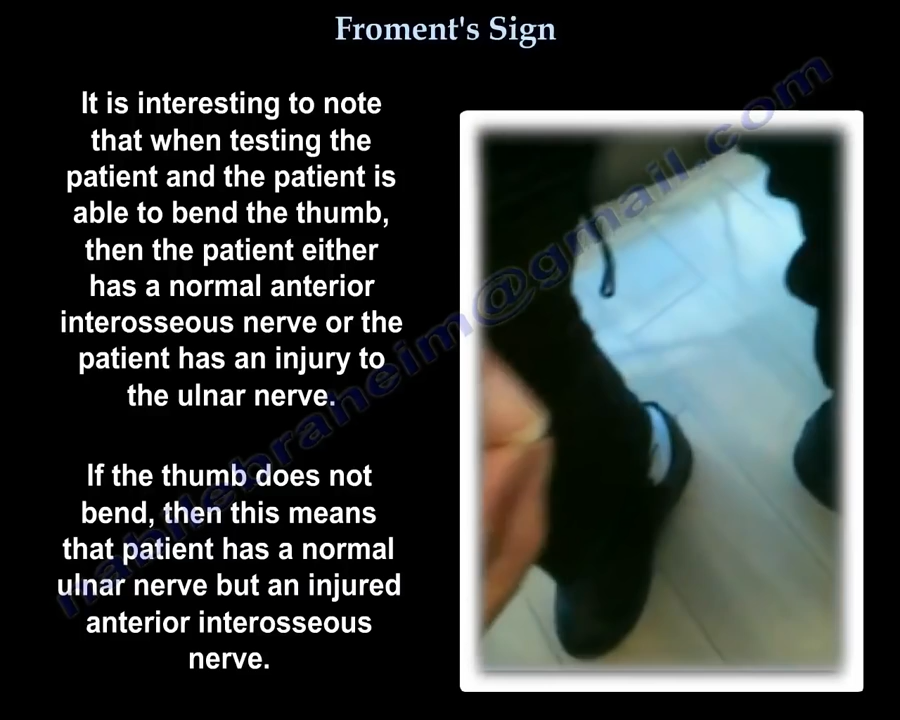 Froment's Sign
It is interesting to note
that when testing the
patient and the patient is
able to bend the thumb,
then the patient either
has a normal anterior
interosseous nerve or the
patient has an injury to
the ulnar nerve.
If the thumb does not
bend, then this means
that patient has a normal
ulnar nerve but an injured
anterior interosseous
nerve.
nabilebraheim@gmail.com